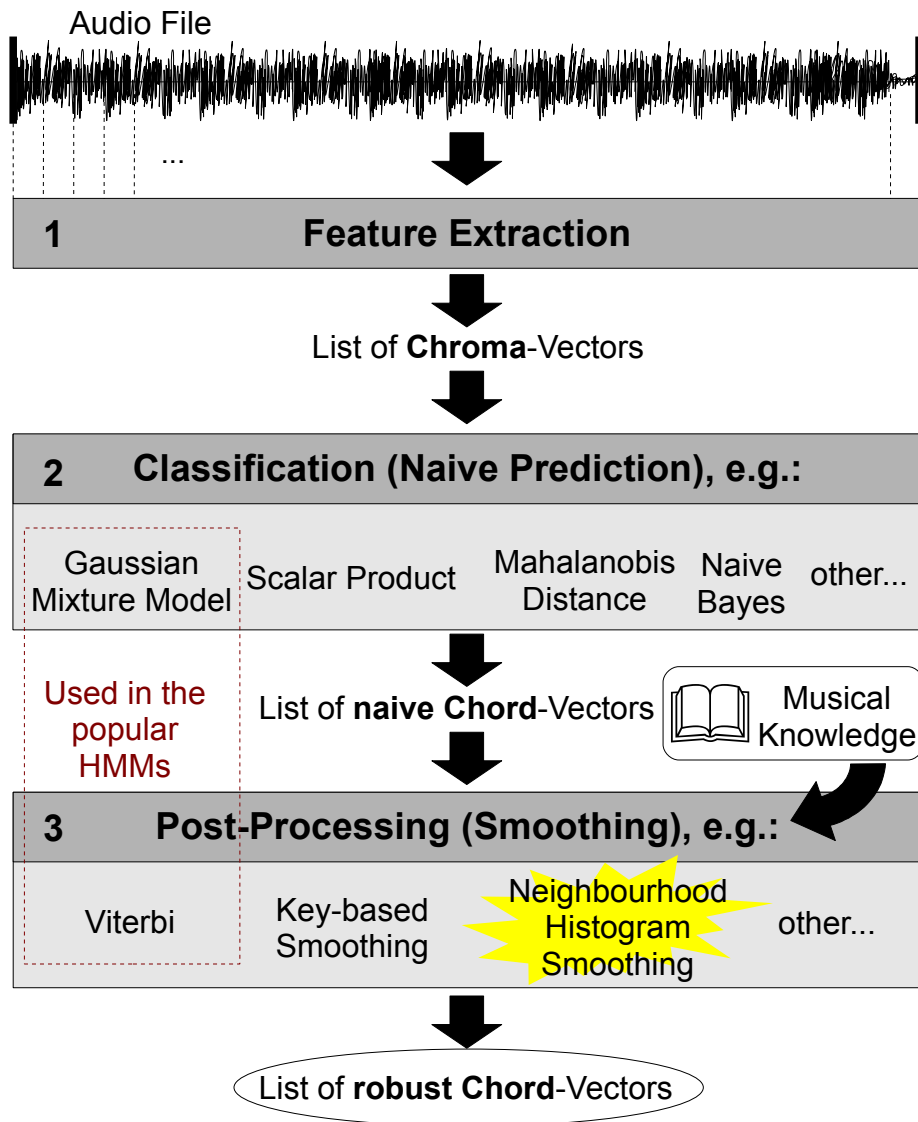 Audio File
...
1 Feature Extraction
List of Chroma-Vectors
2 Classification (Naive Prediction), e.g.:
Gaussian
Mixture Model
Scalar Product
Mahalanobis
Distance
Naive
Bayes
other...
Used in the
popular
HMMs
List of naive Chord-Vectors
Musical
Knowledge
3 Post-Processing (Smoothing), e.g.:
Viterbi
Key-based
Smoothing
Neighbourhood
Histogram
Smoothing
other...
List of robust Chord-Vectors